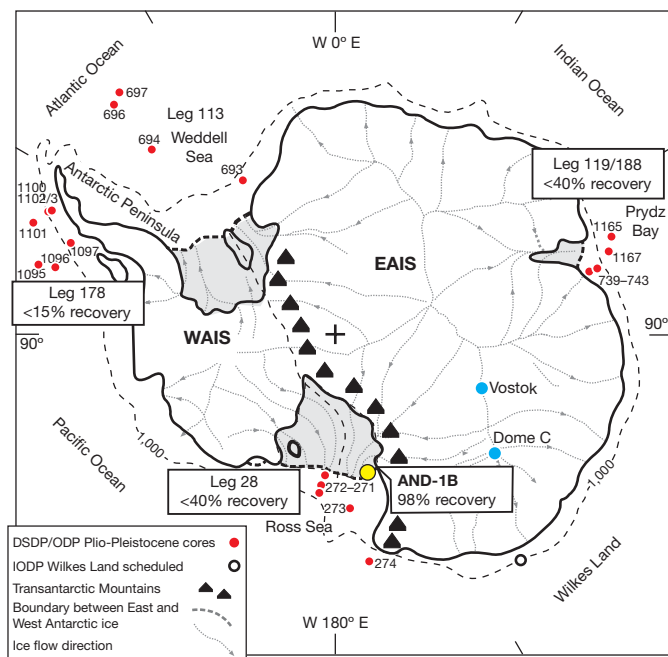 W 0° E
Atlantic Ocean
Indian Ocean
697
696
Leg 113
694
Weddell
Sea
693
Leg 119/188
<40% recovery
Antarctic Peninsula
1100
1102/3
1101
1097
1096
1095
Prydz
Bay
1165
1167
739–743
EAIS
Leg 178
<15% recovery
WAIS
90°
90°
Vostok
Dome C
Pacific Ocean
1,000
1,000
Leg 28
<40% recovery
272–271
273
Ross Sea
AND-1B
98% recovery
274
Wilkes Land
W 180° E
DSDP/ODP Plio-Pleistocene cores
IODP Wilkes Land scheduled
Transantarctic Mountains
Boundary between East and
West Antarctic ice
Ice flow direction